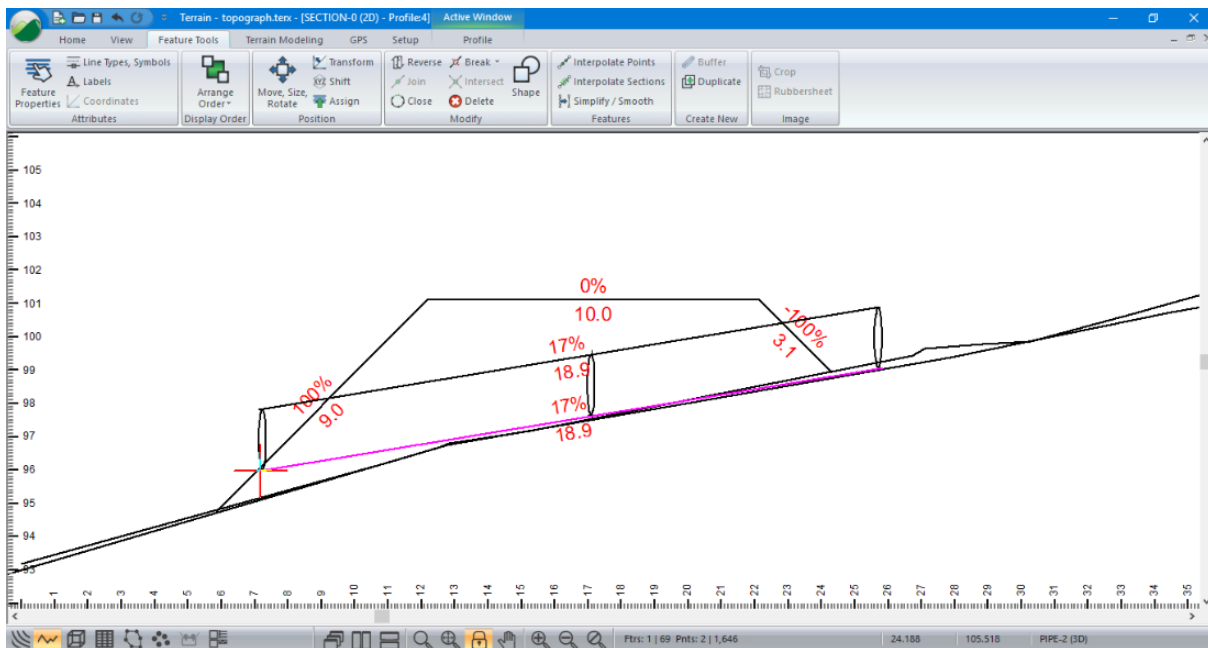 Terrain - topograph.terx - [SECTION-0 (2D) - Profile:4] Active Window
Home View Feature Tools Terrain Modeling GPS Setup Profile
Feature Properties
Line Types, Symbols
Labels
Coordinates
Attributes
Arrange Order
Display Order
Move, Size, Rotate
Transform
Shift
Assign
Position
Reverse Break
Join Intersect
Close Delete
Shape
Modify
Interpolate Points
Interpolate Sections
Simplify / Smooth
Features
Buffer
Duplicate
Create New
Crop
Rubbersheet
Image
105
104
103
102
101
100
99
98
97
96
95
94
93
0%
10.0
-100%
3.1
17%
18.9
100%
9.0
17%
18.9
1 2 3 4 5 6 7 8 9 10 11 12 13 14 15 16 17 18 19 20 21 22 23 24 25 26 27 28 29 30 31 32 33 34 35
Ftrs: 1 | 69 Pnts: 2 | 1,646 24.188 105.518 PIPE-2 (3D)